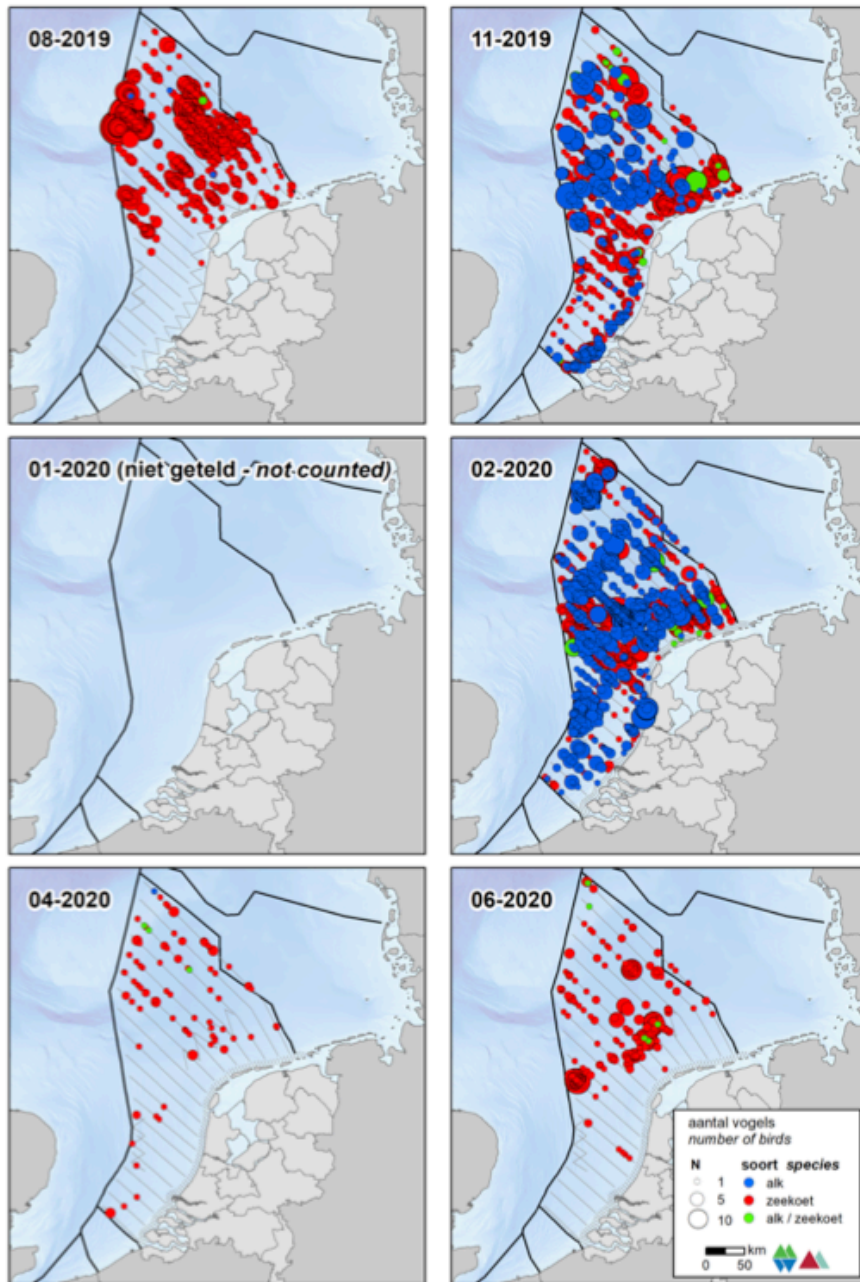 08-2019
11-2019
01-2020 (niet geteld - not counted)
02-2020
04-2020
06-2020
aantal vogels
number of birds
N soort species
1 alk
5 zeekoet
10 alk / zeekoet
km
0 50